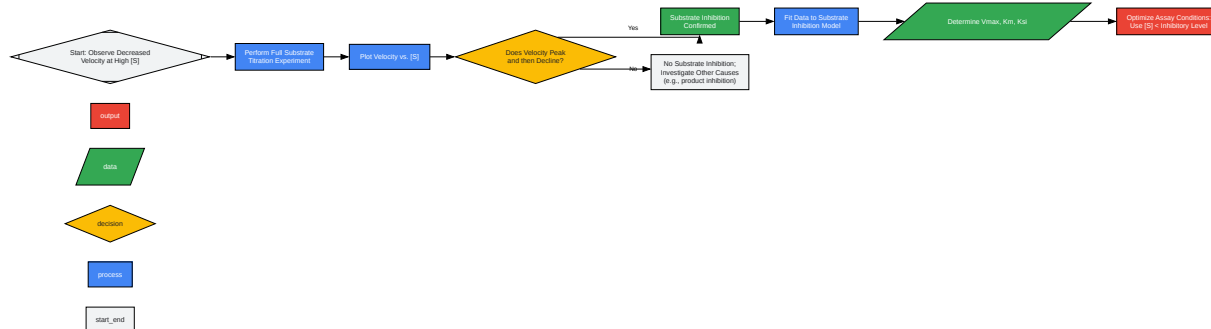 Start: Observe Decreased
Velocity at High [S]
Perform Full Substrate
Titration Experiment
Plot Velocity vs. [S]
Does Velocity Peak
and then Decline?
Yes
No
Substrate Inhibition
Confirmed
No Substrate Inhibition;
Investigate Other Causes
(e.g., product inhibition)
Fit Data to Substrate
Inhibition Model
Determine Vmax, Km, Ksi
Optimize Assay Conditions:
Use [S] < Inhibitory Level
output
data
decision
process
start_end